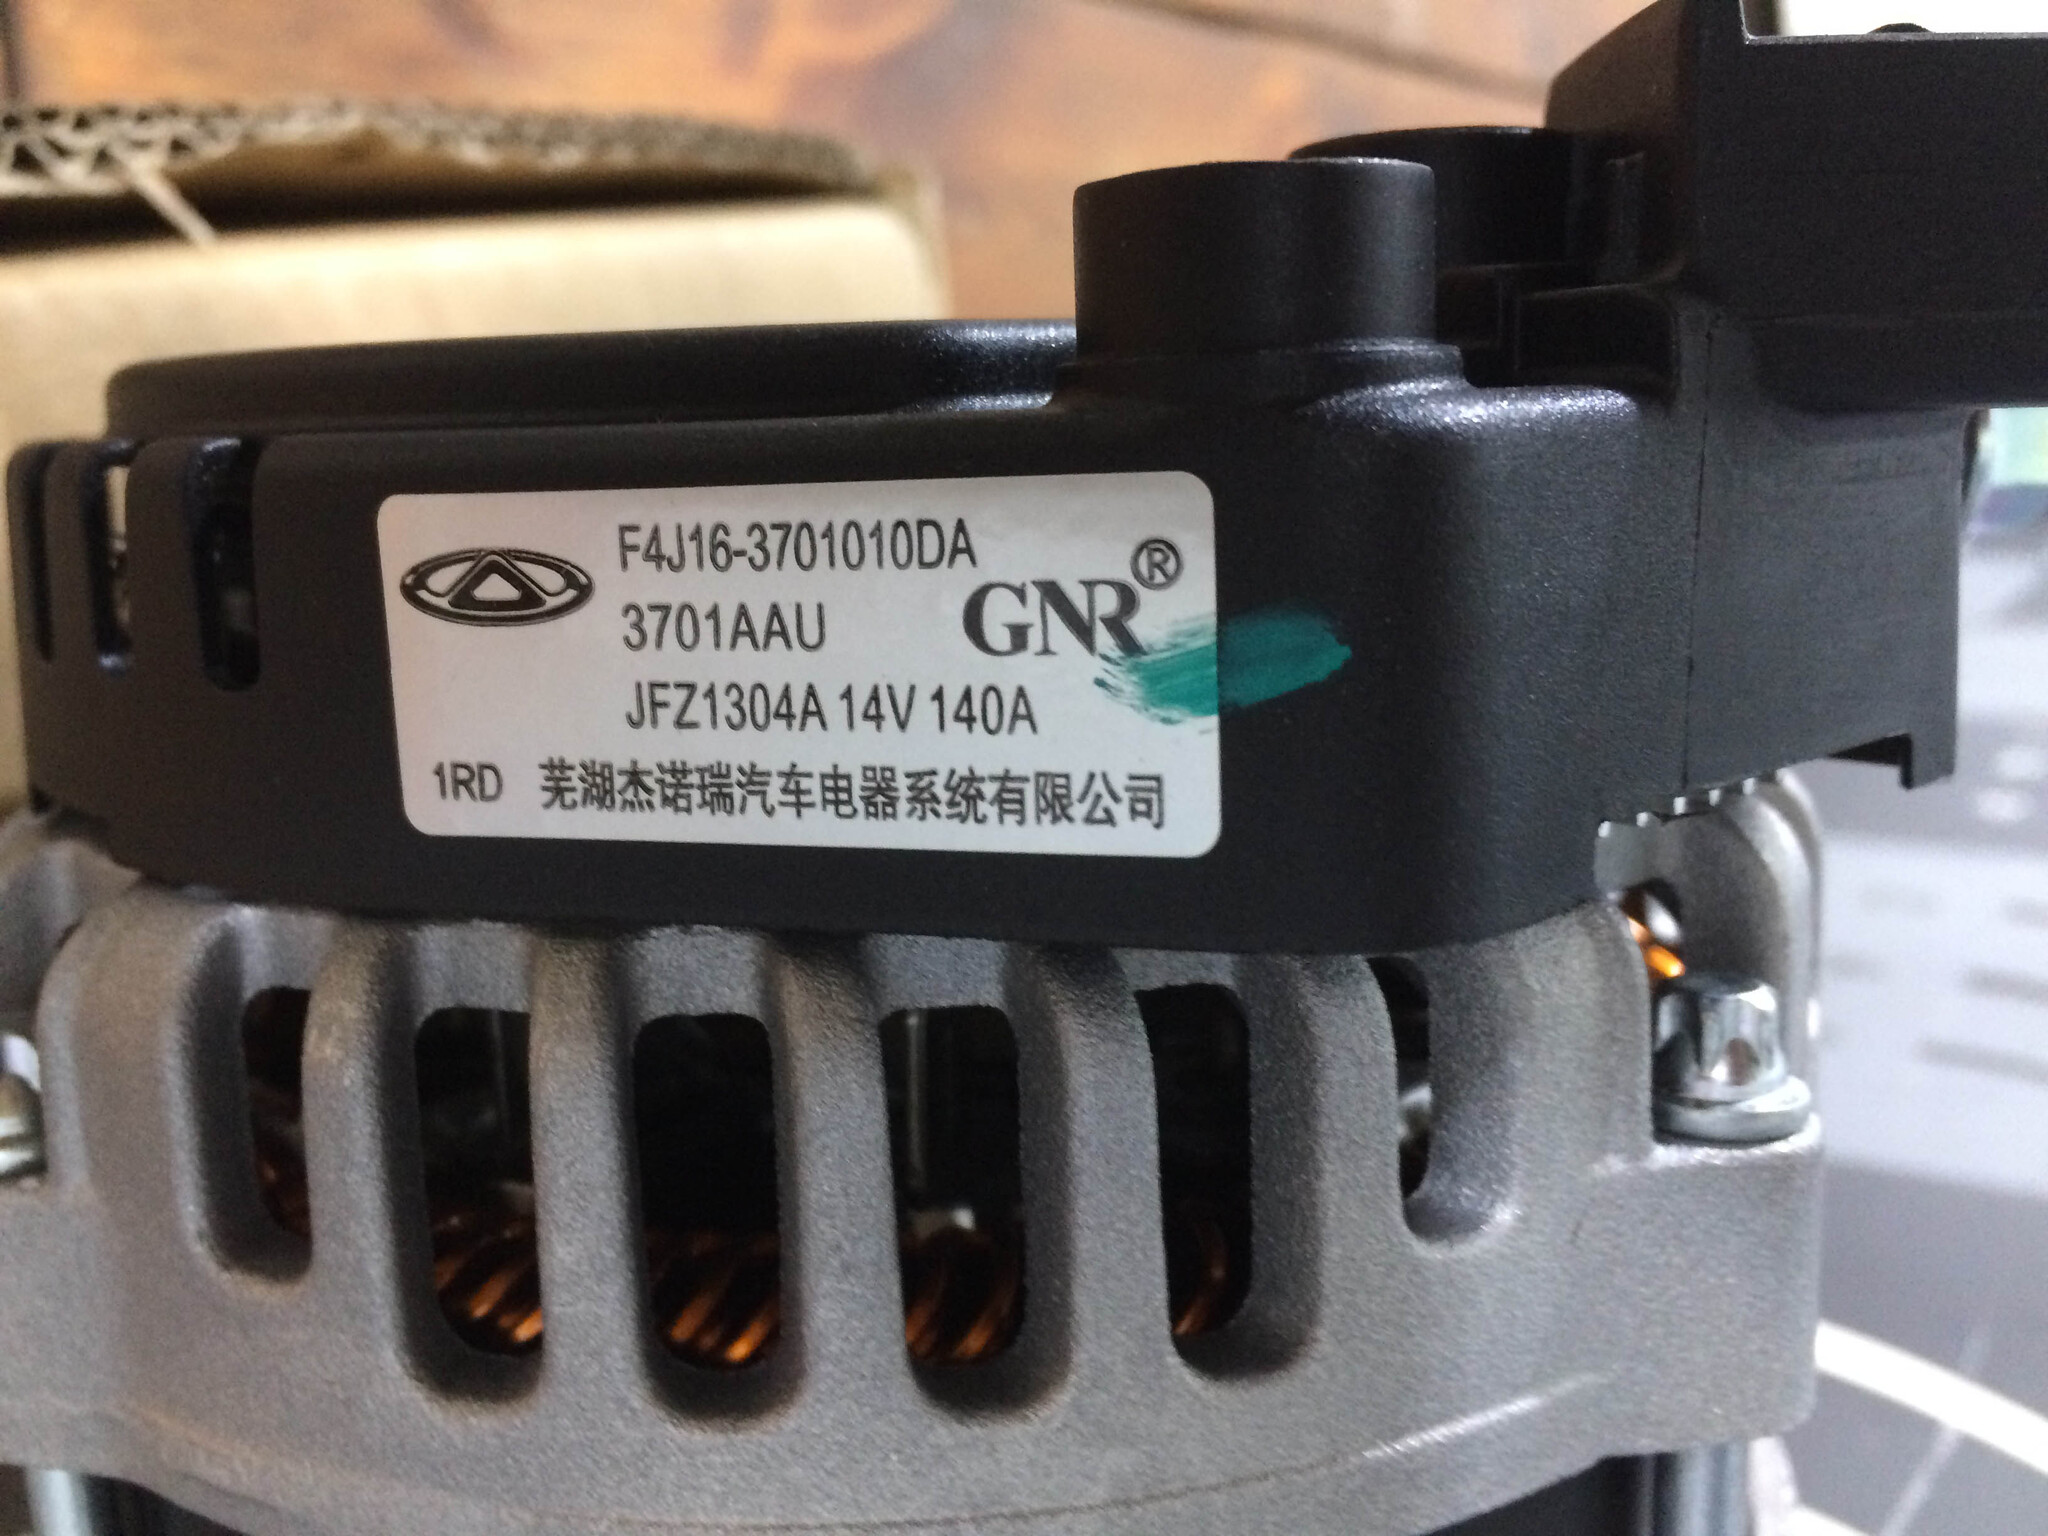 F4J16-3701010DA
3701AAU
GNR®
JFZ1304A 14V 140A
1RD 芜湖杰诺瑞汽车电器系统有限公司